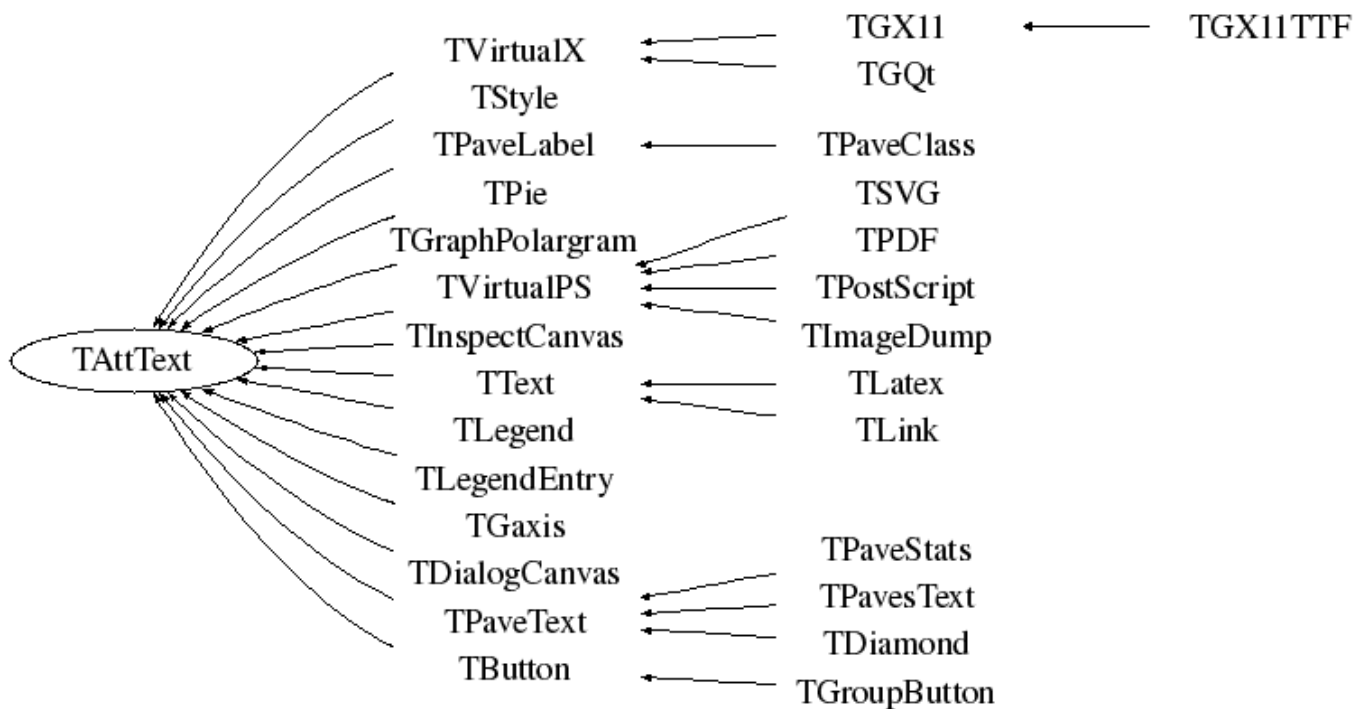 TAttText
TVirtualX
TStyle
TPaveLabel
TPie
TGraphPolargram
TVirtualPS
TInspectCanvas
TText
TLegend
TLegendEntry
TGaxis
TDialogCanvas
TPaveText
TButton
TGX11
TGQt
TPaveClass
TSVG
TPDF
TPostScript
TImageDump
TLatex
TLink
TPaveStats
TPavesText
TDiamond
TGroupButton
TGX11TTF